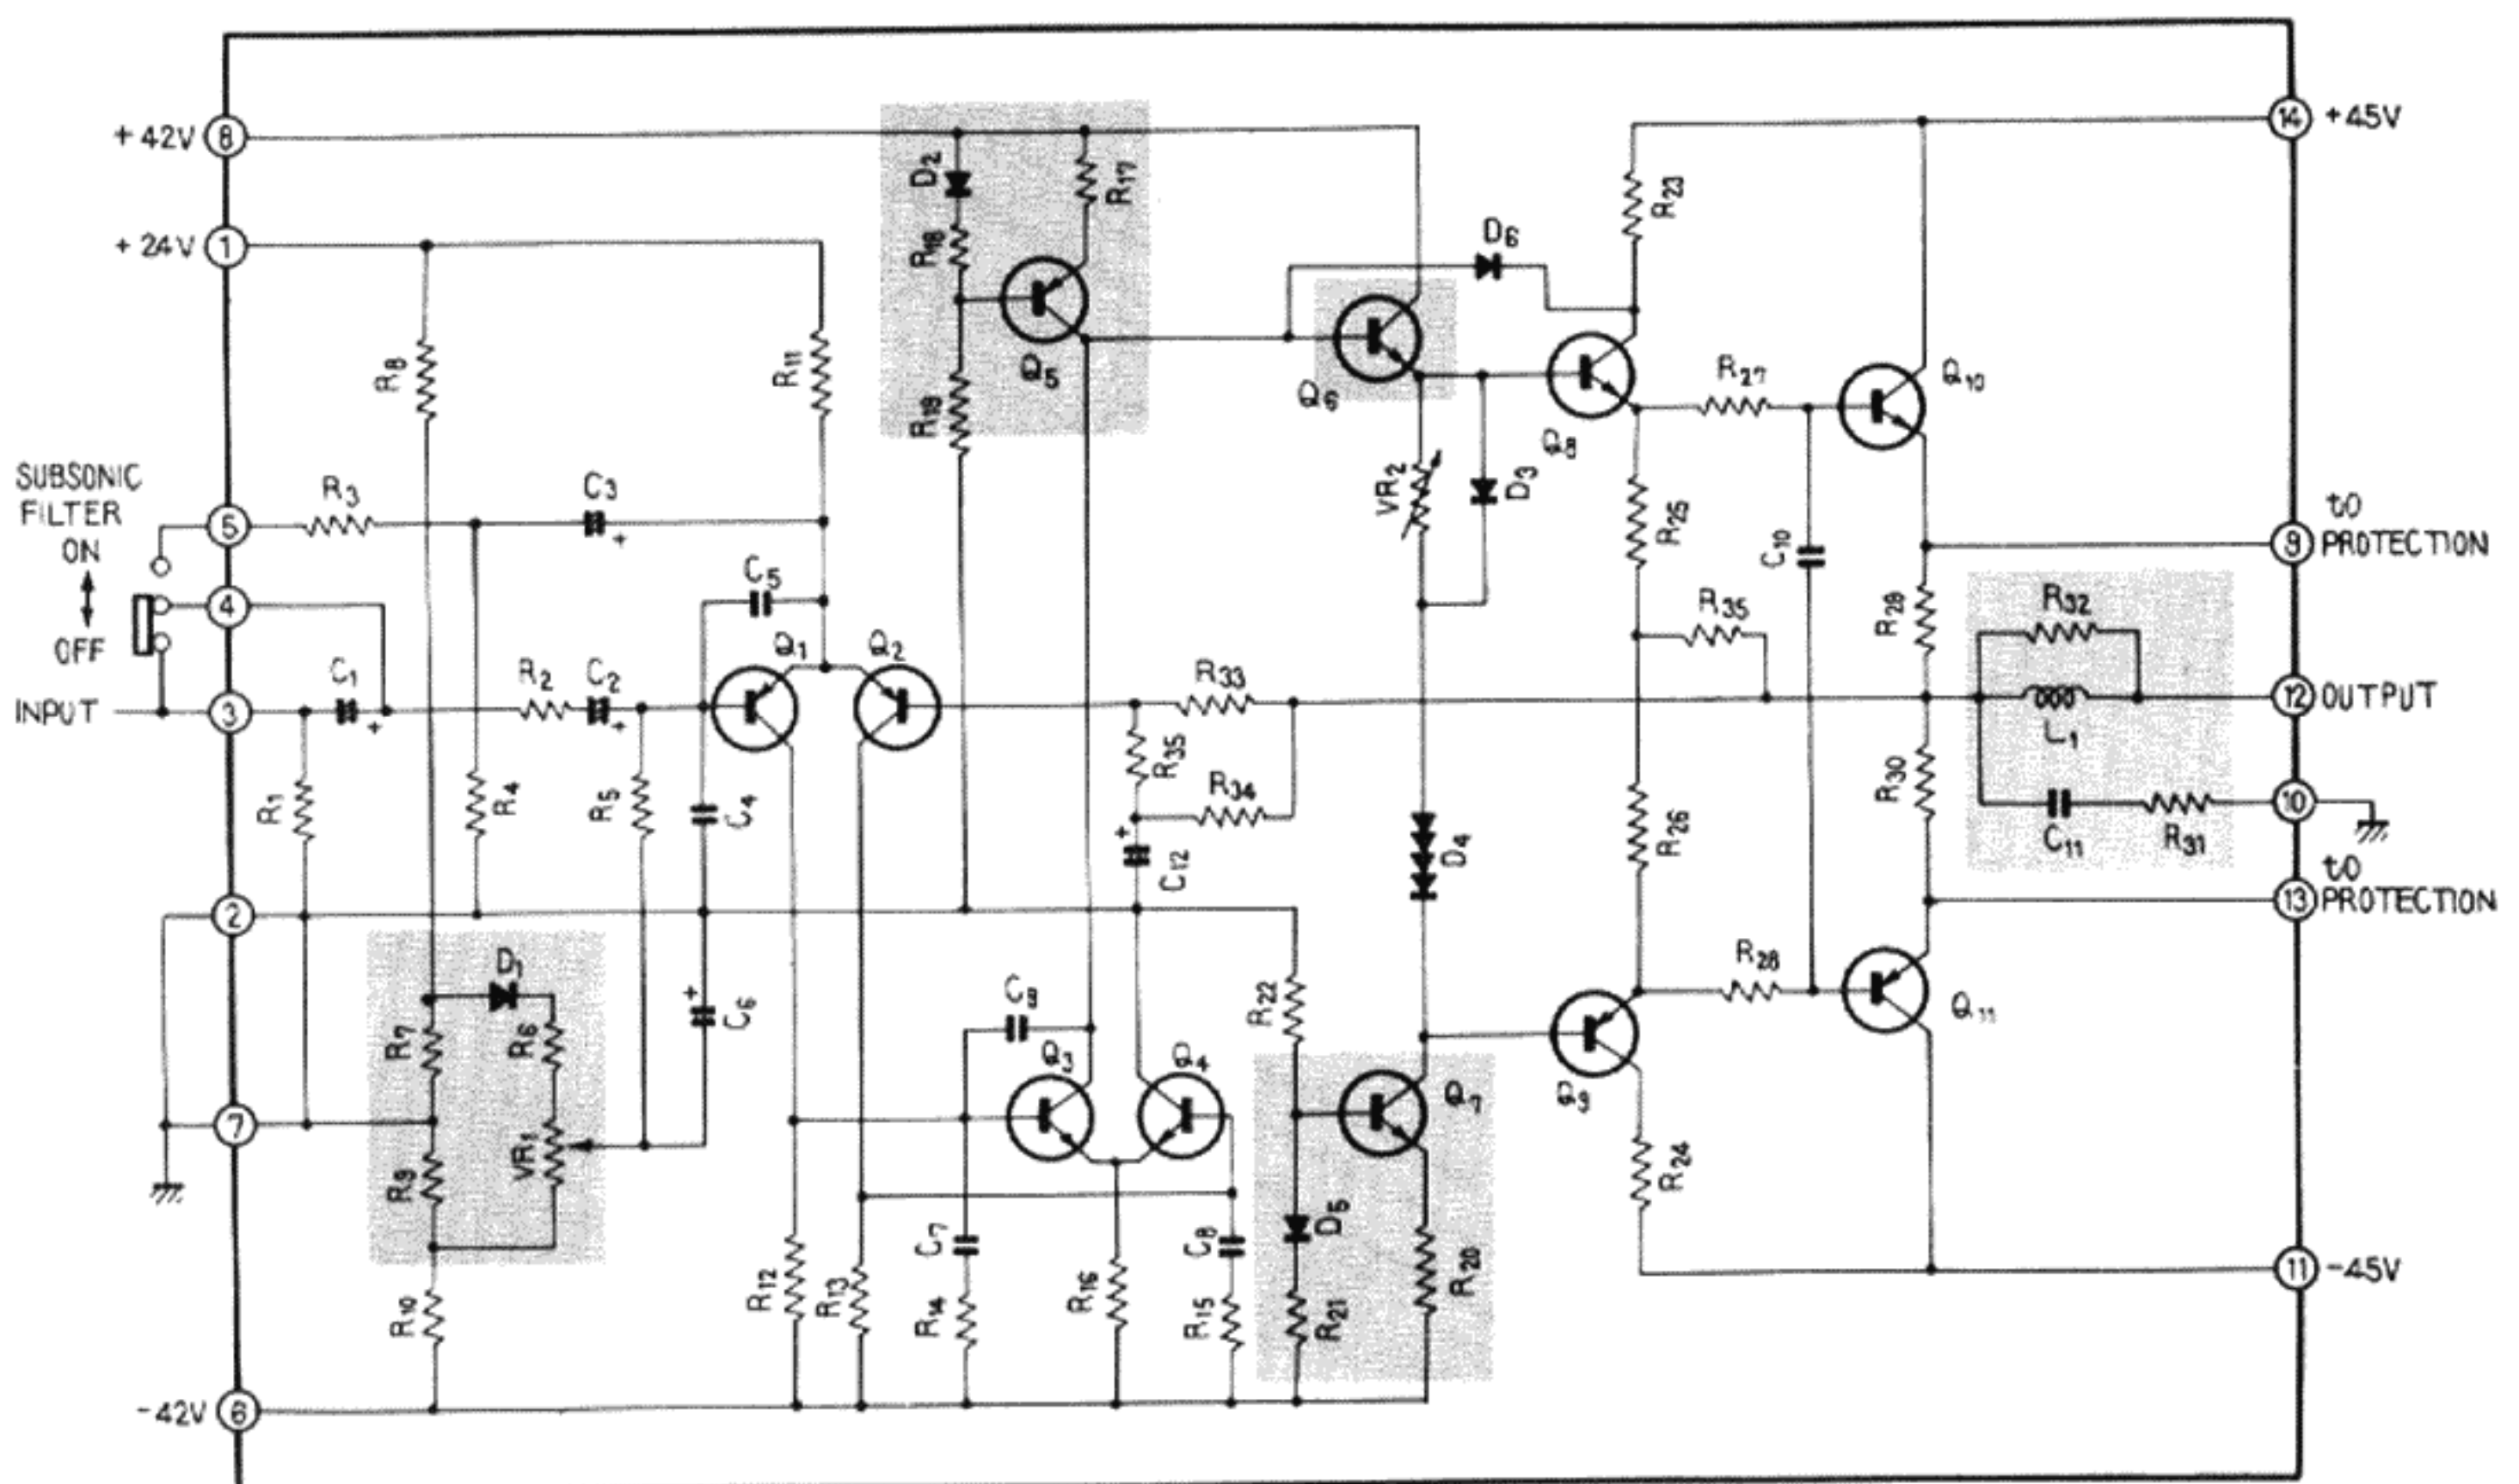 +42V 8
14 +45V
D2
R17
+24V 1
R18
R23
D6
Q5
R8
R11
R19
Q6
Q8
R27
Q10
SUBSONIC
FILTER
ON
OFF
5
R3
C3
VR2
D3
R25
C10
to
9 PROTECTION
4
C5
R35
R29
R32
INPUT 3
C1
+
R2
C2
+
+
Q1
Q2
R33
12 OUTPUT
L1
R1
R4
R5
C4
R35
R34
+
C12
D4
R26
R30
C11
R31
10
to
13 PROTECTION
2
D1
R7
R6
+
C6
R22
R28
Q11
7
R9
VR1
Q4
Q7
Q9
R24
C7
C8
D5
R20
R10
R12
R13
R14
R16
R15
R21
11 -45V
-42V 6